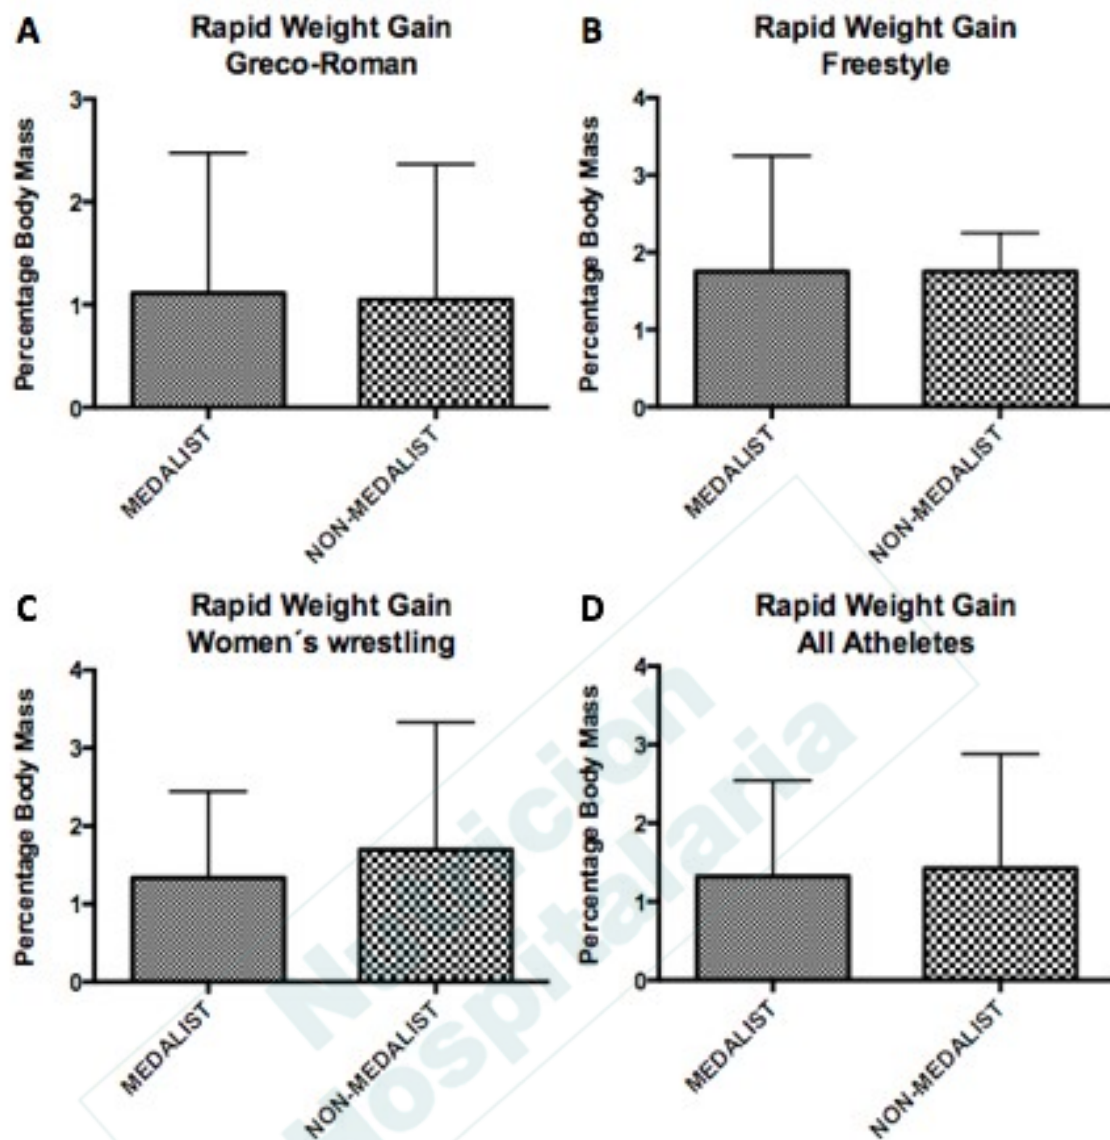 A
Rapid Weight Gain
Greco-Roman
Percentage Body Mass
3
2
1
0
MEDALIST
NON-MEDALIST
B
Rapid Weight Gain
Freestyle
Percentage Body Mass
4
3
2
1
0
MEDALIST
NON-MEDALIST
C
Rapid Weight Gain
Women´s wrestling
Percentage Body Mass
4
3
2
1
0
MEDALIST
NON-MEDALIST
D
Rapid Weight Gain
All Atheletes
Percentage Body Mass
4
3
2
1
0
MEDALIST
NON-MEDALIST
Nutricion
Hospitalaria